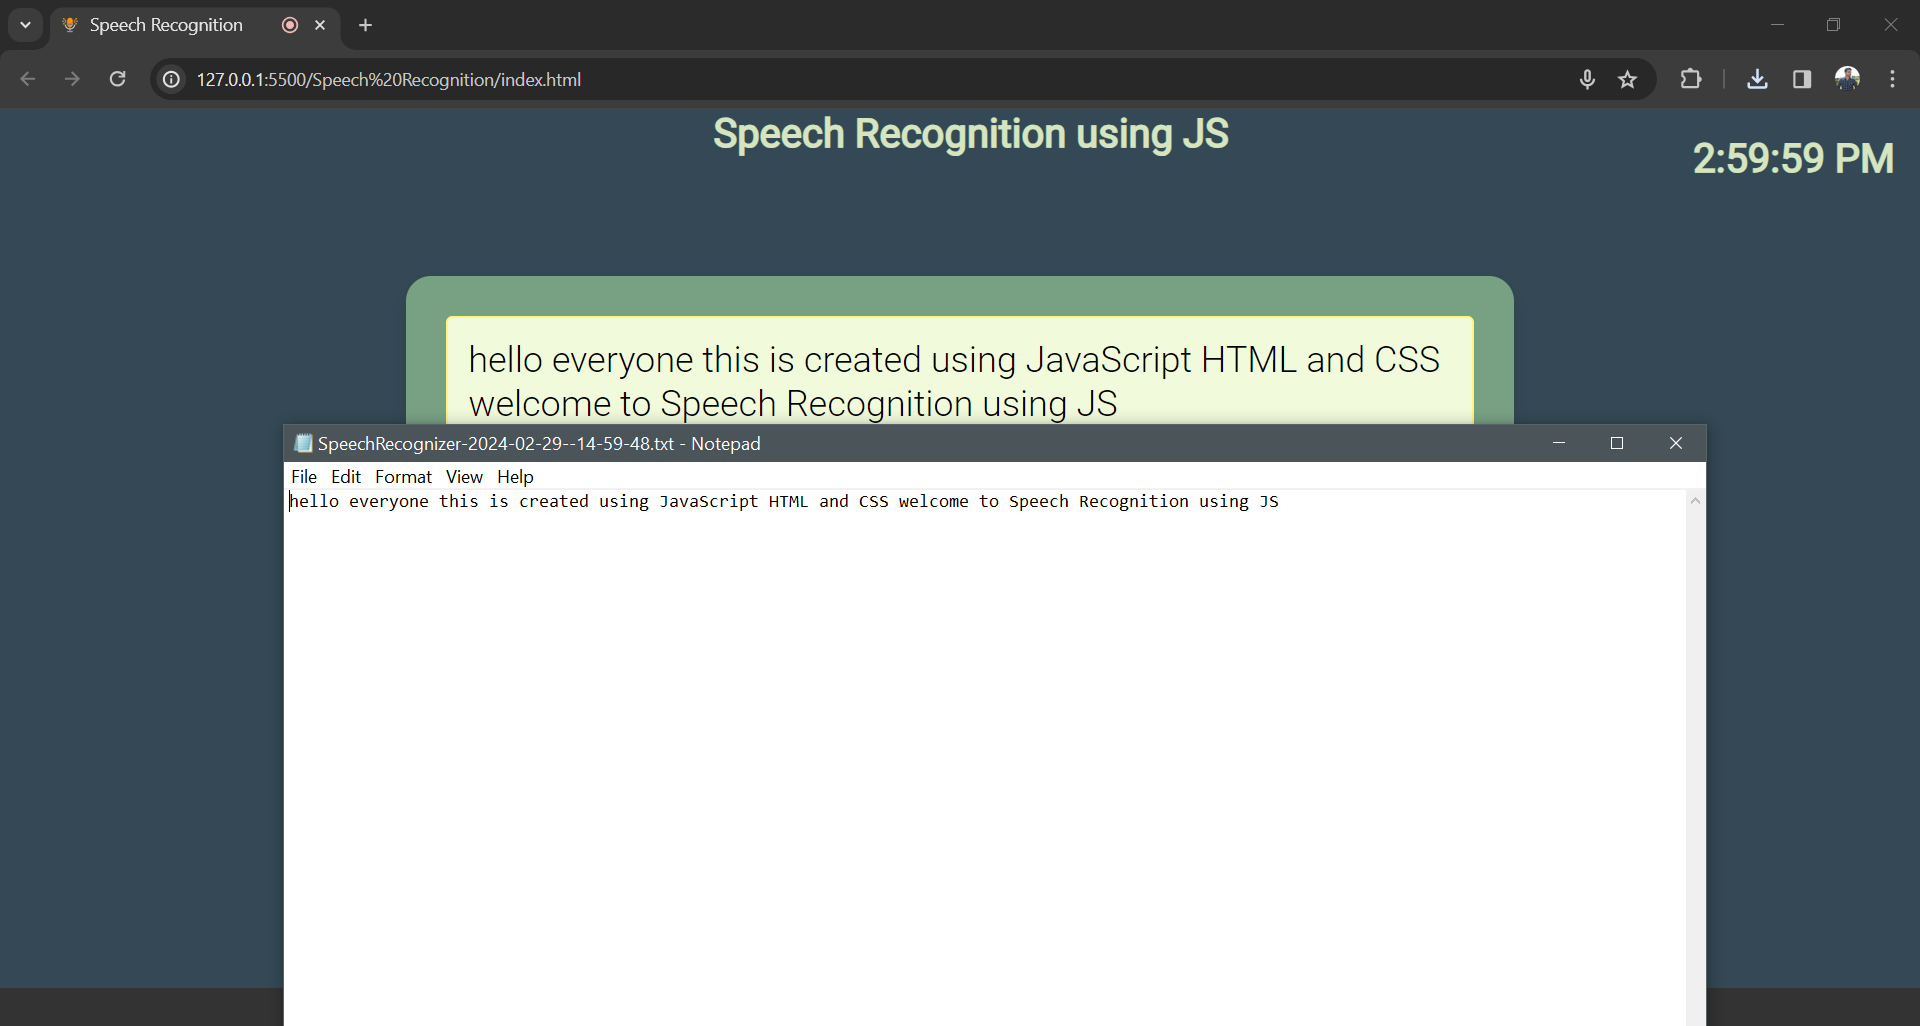 Speech Recognition
127.0.0.1:5500/Speech%20Recognition/index.html
Speech Recognition using JS
2:59:59 PM
hello everyone this is created using JavaScript HTML and CSS
welcome to Speech Recognition using JS
SpeechRecognizer-2024-02-29--14-59-48.txt - Notepad
File Edit Format View Help
hello everyone this is created using JavaScript HTML and CSS welcome to Speech Recognition using JS